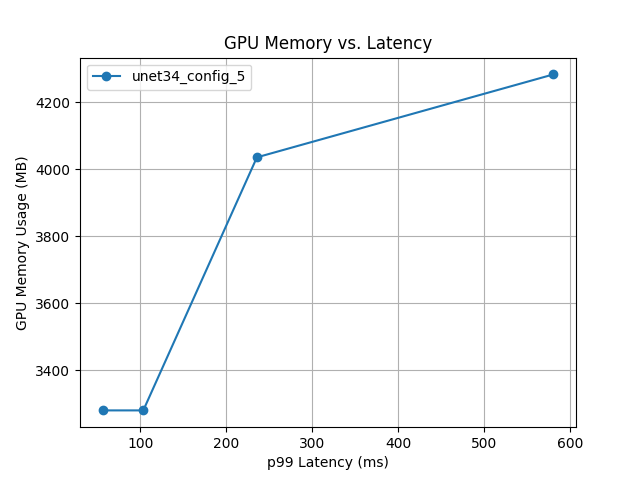 GPU Memory vs. Latency
unet34_config_5
4200
4000
3800
3600
3400
GPU Memory Usage (MB)
100
200
300
400
500
600
p99 Latency (ms)